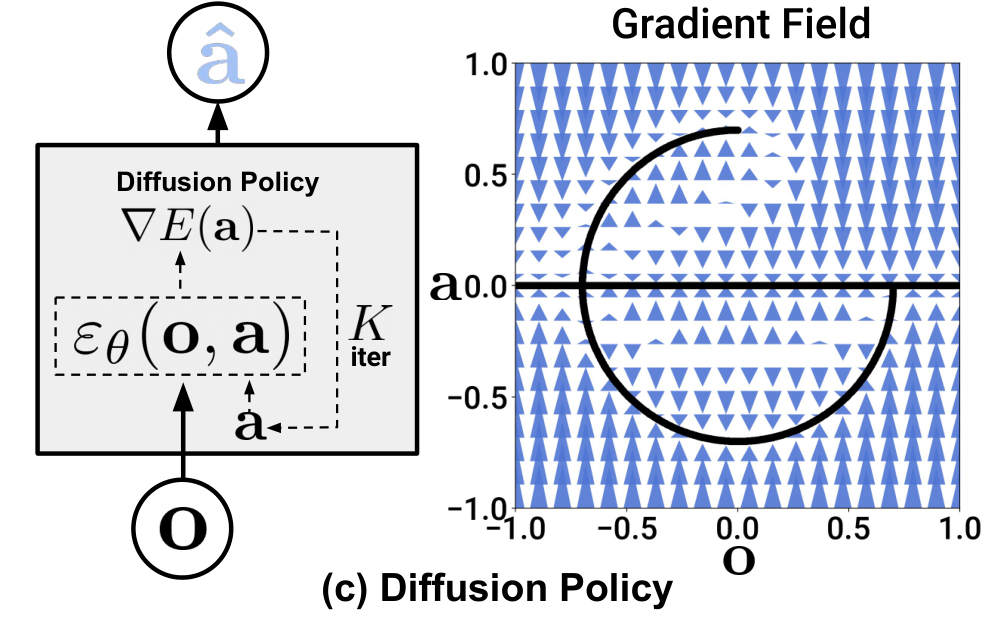 â
Diffusion Policy
∇E(a)
ε_θ(o, a)
K
iter
a
o
Gradient Field
1.0
0.5
a 0.0
−0.5
−1.0
−1.0 −0.5 0.0 0.5 1.0
o
(c) Diffusion Policy